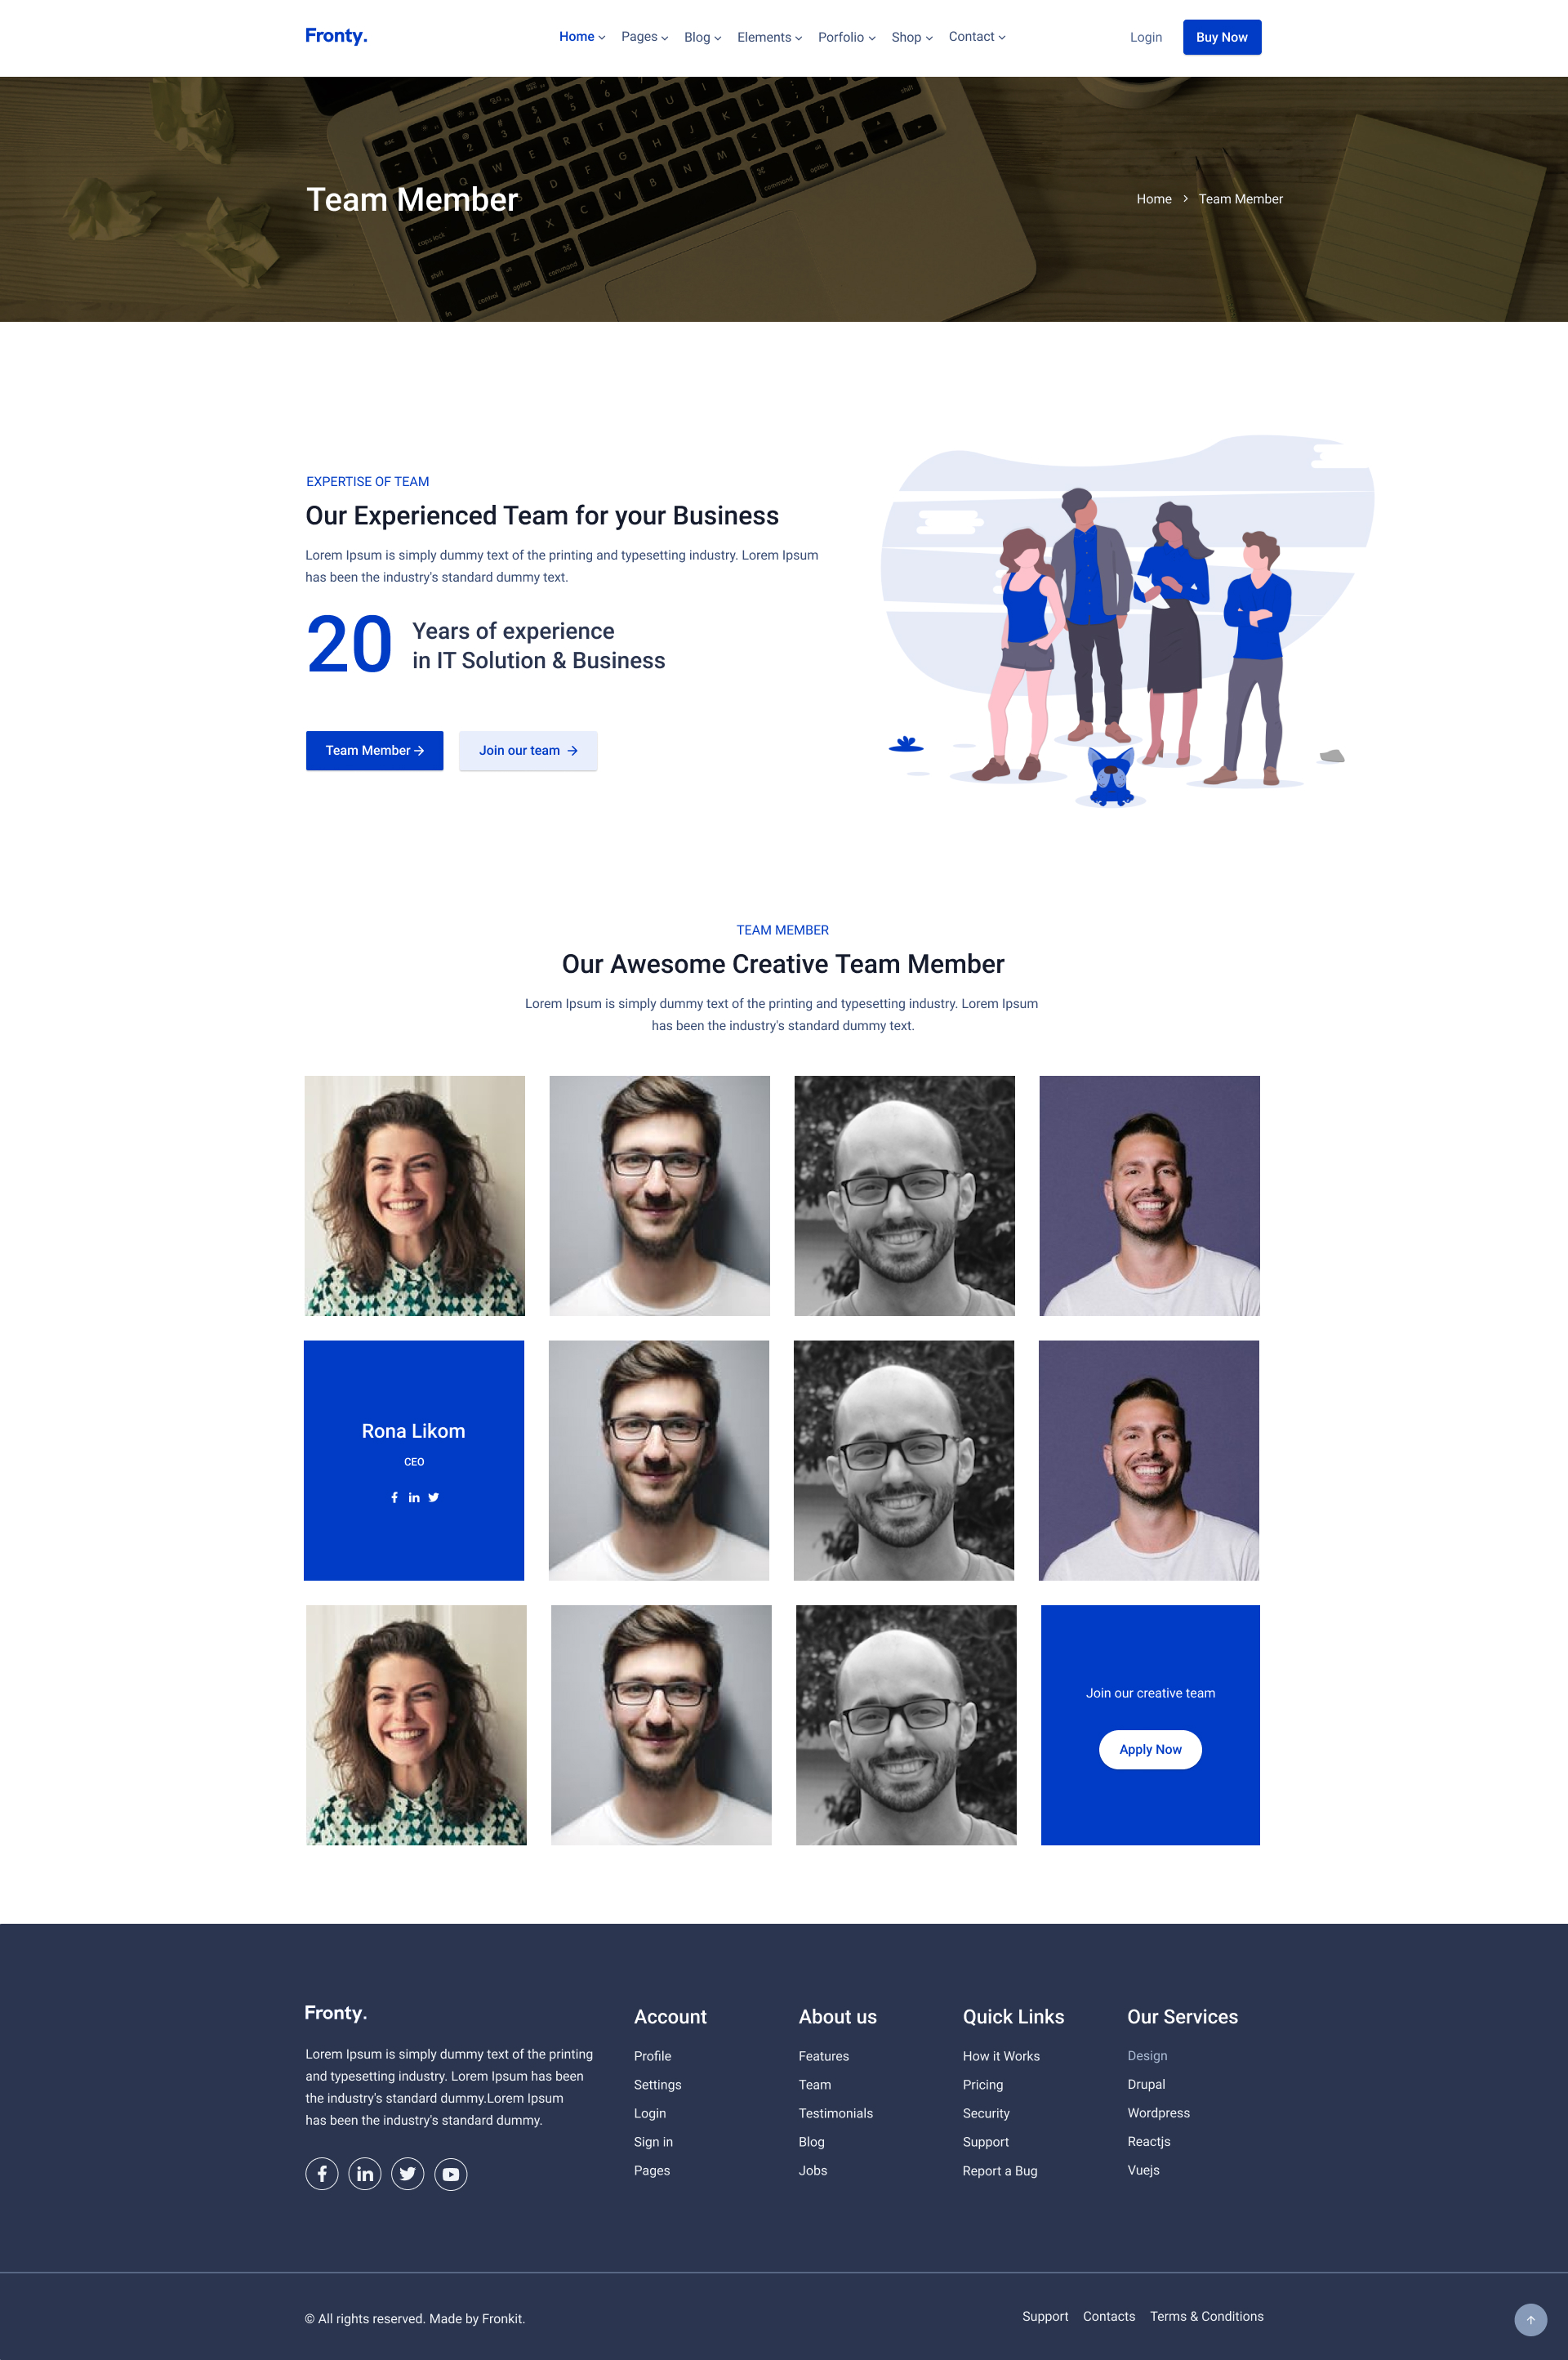 Fronty.
Home Pages Blog Elements Porfolio Shop Contact
Login
Buy Now
Team Member
Home > Team Member
EXPERTISE OF TEAM
Our Experienced Team for your Business
Lorem Ipsum is simply dummy text of the printing and typesetting industry. Lorem Ipsum
has been the industry's standard dummy text.
20
Years of experience
in IT Solution & Business
Team Member →
Join our team →
TEAM MEMBER
Our Awesome Creative Team Member
Lorem Ipsum is simply dummy text of the printing and typesetting industry. Lorem Ipsum
has been the industry's standard dummy text.
Rona Likom
CEO
Join our creative team
Apply Now
Fronty.
Lorem Ipsum is simply dummy text of the printing
and typesetting industry. Lorem Ipsum has been
the industry's standard dummy.Lorem Ipsum
has been the industry's standard dummy.
Account
Profile
Settings
Login
Sign in
Pages
About us
Features
Team
Testimonials
Blog
Jobs
Quick Links
How it Works
Pricing
Security
Support
Report a Bug
Our Services
Design
Drupal
Wordpress
Reactjs
Vuejs
© All rights reserved. Made by Fronkit.
Support Contacts Terms & Conditions